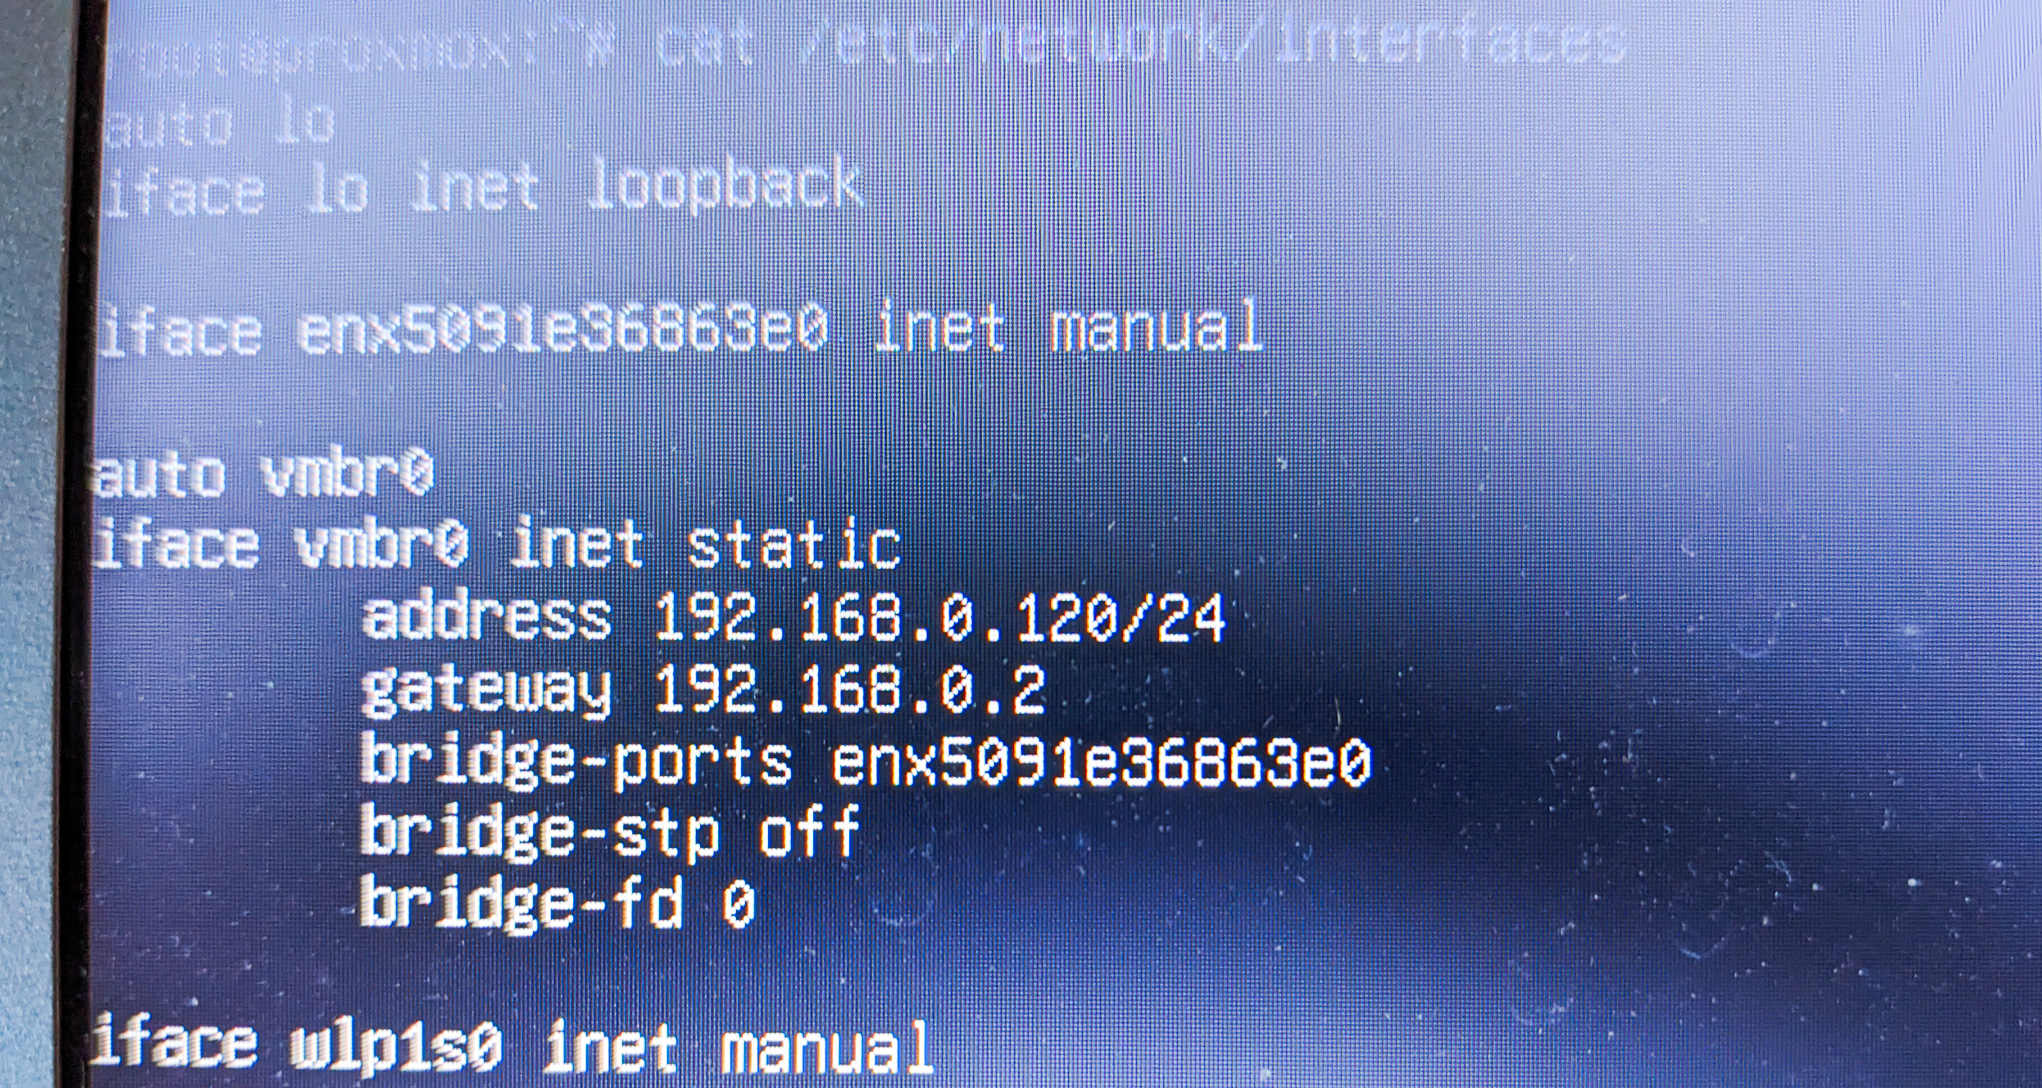 root@proxmox:~# cat /etc/network/interfaces
auto lo
iface lo inet loopback
iface enx5091e36863e0 inet manual
auto vmbr0
iface vmbr0 inet static
address 192.168.0.120/24
gateway 192.168.0.2
bridge-ports enx5091e36863e0
bridge-stp off
bridge-fd 0
iface wlp1s0 inet manual